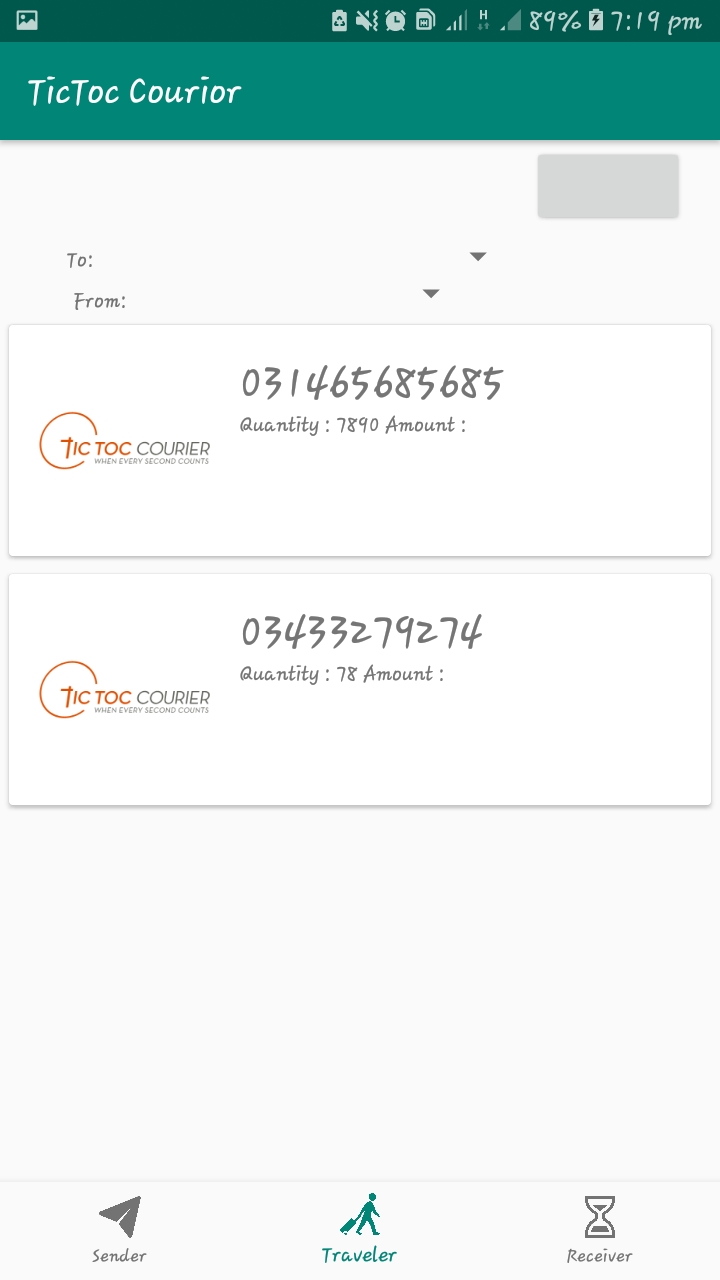 H 89% 7:19 pm
TicToc Courior
To:
From:
031465685685
Quantity : 7890 Amount :
TIC TOC COURIER
WHEN EVERY SECOND COUNTS
03433279274
Quantity : 78 Amount :
TIC TOC COURIER
WHEN EVERY SECOND COUNTS
Sender Traveler Receiver